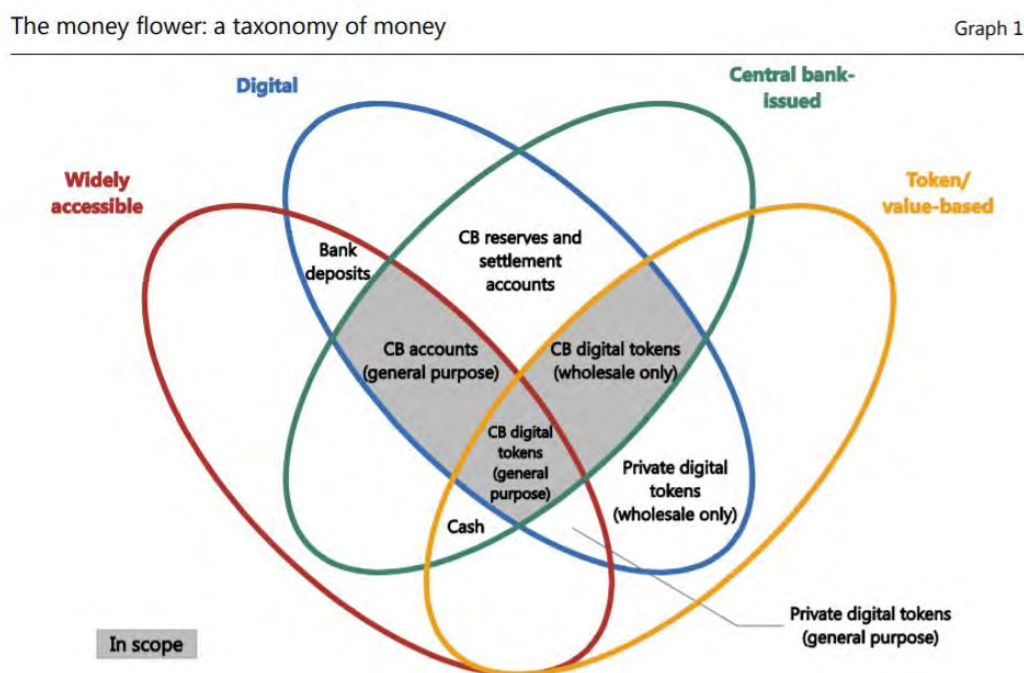 The money flower: a taxonomy of money
Graph 1
Digital
Central bank-
issued
Widely
accessible
Token/
value-based
Bank
deposits
CB reserves and
settlement
accounts
CB accounts
(general purpose)
CB digital tokens
(wholesale only)
CB digital
tokens
(general
purpose)
Private digital
tokens
(wholesale only)
Cash
Private digital tokens
(general purpose)
In scope